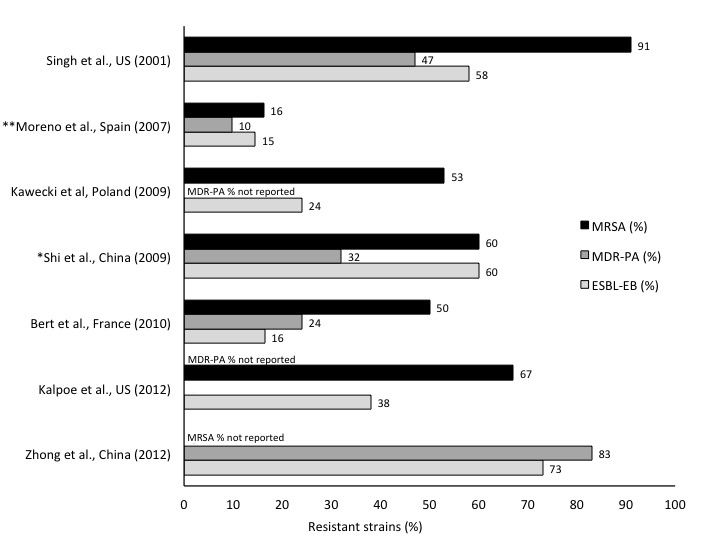 Singh et al., US (2001)
91
47
58
**Moreno et al., Spain (2007)
16
10
15
Kawecki et al, Poland (2009)
53
MDR-PA % not reported
24
*Shi et al., China (2009)
60
32
60
Bert et al., France (2010)
50
24
16
Kalpoe et al., US (2012)
MDR-PA % not reported
67
38
Zhong et al., China (2012)
MRSA % not reported
83
73
MRSA (%)
MDR-PA (%)
ESBL-EB (%)
0 10 20 30 40 50 60 70 80 90 100
Resistant strains (%)